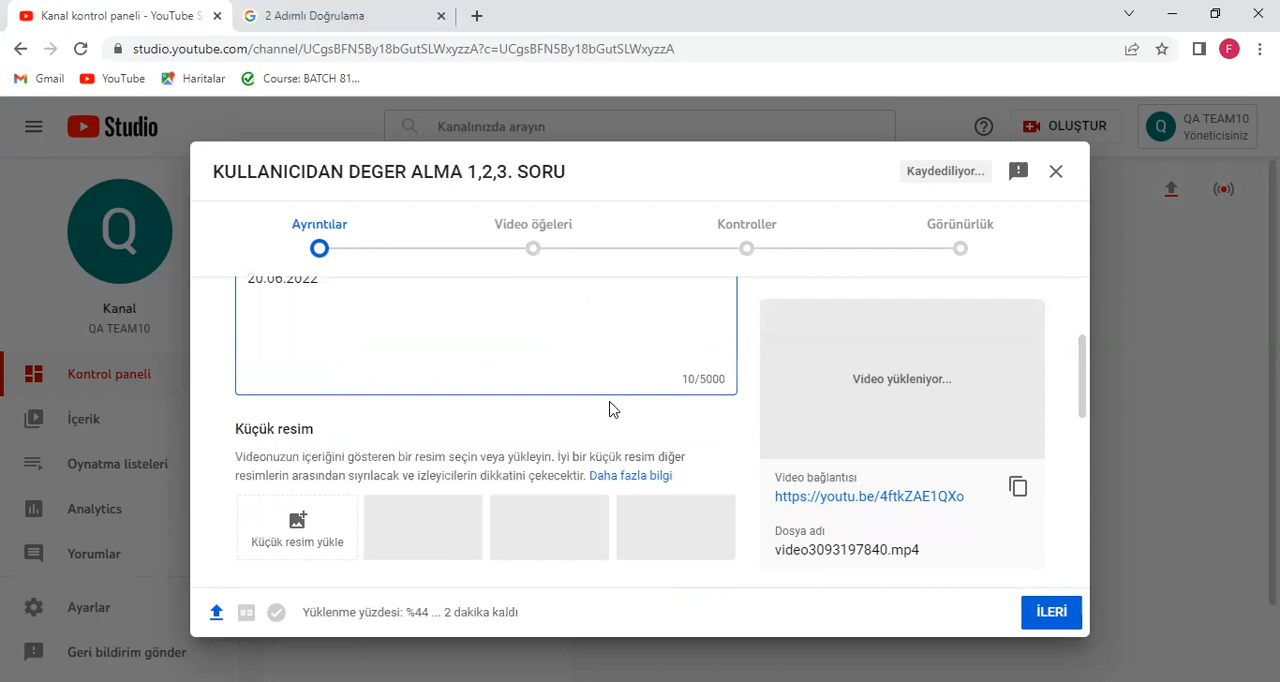 Kanal kontrol paneli - YouTube S
2 Adımlı Doğrulama
studio.youtube.com/channel/UCgsBFN5By18bGutSLWxyzzA?c=UCgsBFN5By18bGutSLWxyzzA
F
Gmail
YouTube
Haritalar
Course: BATCH 81...
Studio
Kanalınızda arayın
OLUŞTUR
Q
QA TEAM10
Yöneticisiniz
Q
Kanal
QA TEAM10
Kontrol paneli
İçerik
Oynatma listeleri
Analytics
Yorumlar
Ayarlar
Geri bildirim gönder
KULLANICIDAN DEGER ALMA 1,2,3. SORU
Kaydediliyor...
Ayrıntılar
Video öğeleri
Kontroller
Görünürlük
20.06.2022
10/5000
Küçük resim
Videonuzun içeriğini gösteren bir resim seçin veya yükleyin. İyi bir küçük resim diğer
resimlerin arasından sıyrılacak ve izleyicilerin dikkatini çekecektir. Daha fazla bilgi
Küçük resim yükle
Video yükleniyor...
Video bağlantısı
https://youtu.be/4ftkZAE1QXo
Dosya adı
video3093197840.mp4
SD
Yüklenme yüzdesi: %44 ... 2 dakika kaldı
İLERİ